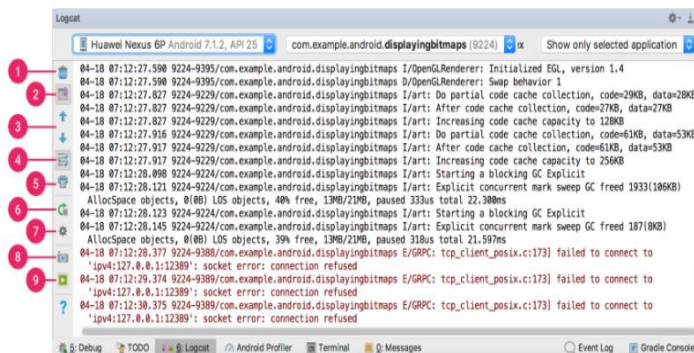 Logcat
Huawei Nexus 6P Android 7.1.2, API 25
com.example.android.displayingbitmaps (9224)
Show only selected application
1
2
3
4
5
6
7
8
9
04-18 07:12:27.590 9224-9395/com.example.android.displayingbitmaps I/OpenGLRenderer: Initialized EGL, version 1.4
04-18 07:12:27.590 9224-9395/com.example.android.displayingbitmaps D/OpenGLRenderer: Swap behavior 1
04-18 07:12:27.827 9224-9229/com.example.android.displayingbitmaps I/art: Do partial code cache collection, code=29KB, data=28KB
04-18 07:12:27.827 9224-9229/com.example.android.displayingbitmaps I/art: After code cache collection, code=27KB, data=27KB
04-18 07:12:27.827 9224-9229/com.example.android.displayingbitmaps I/art: Increasing code cache capacity to 128KB
04-18 07:12:27.916 9224-9229/com.example.android.displayingbitmaps I/art: Do partial code cache collection, code=61KB, data=53KB
04-18 07:12:27.917 9224-9229/com.example.android.displayingbitmaps I/art: After code cache collection, code=61KB, data=53KB
04-18 07:12:27.917 9224-9229/com.example.android.displayingbitmaps I/art: Increasing code cache capacity to 256KB
04-18 07:12:28.098 9224-9224/com.example.android.displayingbitmaps I/art: Starting a blocking GC Explicit
04-18 07:12:28.121 9224-9224/com.example.android.displayingbitmaps I/art: Explicit concurrent mark sweep GC freed 1933(106KB)
AllocSpace objects, 0(0B) LOS objects, 40% free, 13MB/21MB, paused 333us total 22.300ms
04-18 07:12:28.123 9224-9224/com.example.android.displayingbitmaps I/art: Starting a blocking GC Explicit
04-18 07:12:28.145 9224-9224/com.example.android.displayingbitmaps I/art: Explicit concurrent mark sweep GC freed 187(8KB)
AllocSpace objects, 0(0B) LOS objects, 39% free, 13MB/21MB, paused 318us total 21.597ms
04-18 07:12:28.377 9224-9388/com.example.android.displayingbitmaps E/GRPC: tcp_client_posix.c:173] failed to connect to
'ipv4:127.0.0.1:12389': socket error: connection refused
04-18 07:12:29.374 9224-9389/com.example.android.displayingbitmaps E/GRPC: tcp_client_posix.c:173] failed to connect to
'ipv4:127.0.0.1:12389': socket error: connection refused
04-18 07:12:30.375 9224-9389/com.example.android.displayingbitmaps E/GRPC: tcp_client_posix.c:173] failed to connect to
'ipv4:127.0.0.1:12389': socket error: connection refused
?
5: Debug TODO 6: Logcat Android Profiler Terminal 0: Messages Event Log Gradle Console